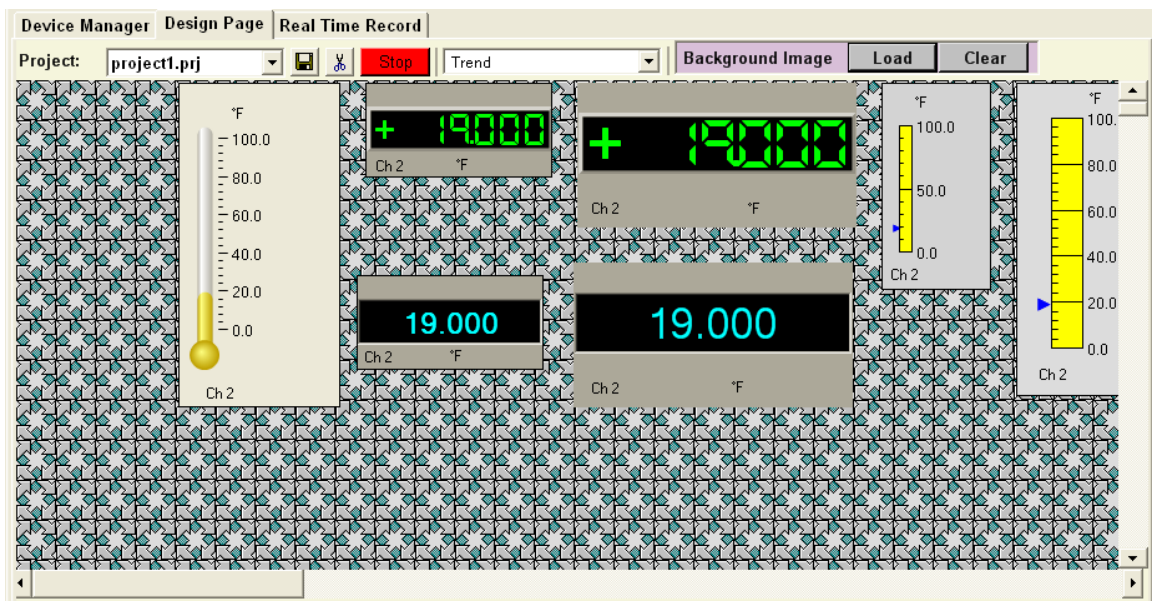 Device Manager Design Page Real Time Record
Project: project1.prj Stop Trend Background Image Load Clear
°F
100.0
80.0
60.0
40.0
20.0
0.0
Ch 2
+ 19.000
Ch 2 °F
+ 19.000
Ch 2 °F
19.000
Ch 2 °F
19.000
Ch 2 °F
°F
100.0
50.0
0.0
Ch 2
°F
100.
80.0
60.0
40.0
20.0
0.0
Ch 2